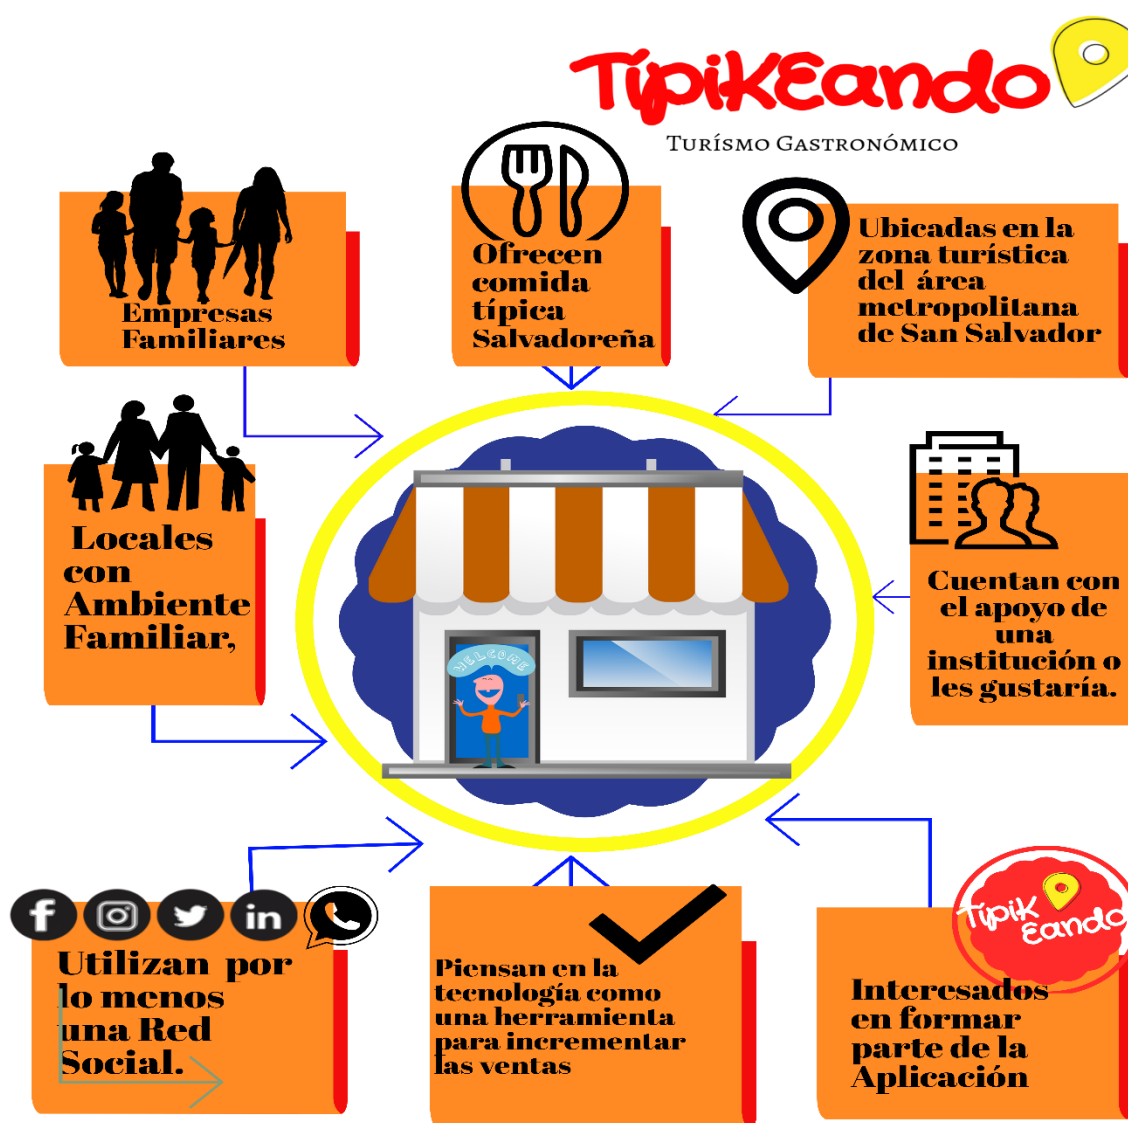 TípiKEando
Turísmo Gastronómico
Empresas
Familiares
Ofrecen
comida
típica
Salvadoreña
Ubicadas en la
zona turística
del área
metropolitana
de San Salvador
Locales
con
Ambiente
Familiar,
WELCOME
Cuentan con
el apoyo de
una
institución o
les gustaría.
Utilizan por
lo menos
una Red
Social.
Piensan en la
tecnología como
una herramienta
para incrementar
las ventas
Típik
Eando
Interesados
en formar
parte de la
Aplicación